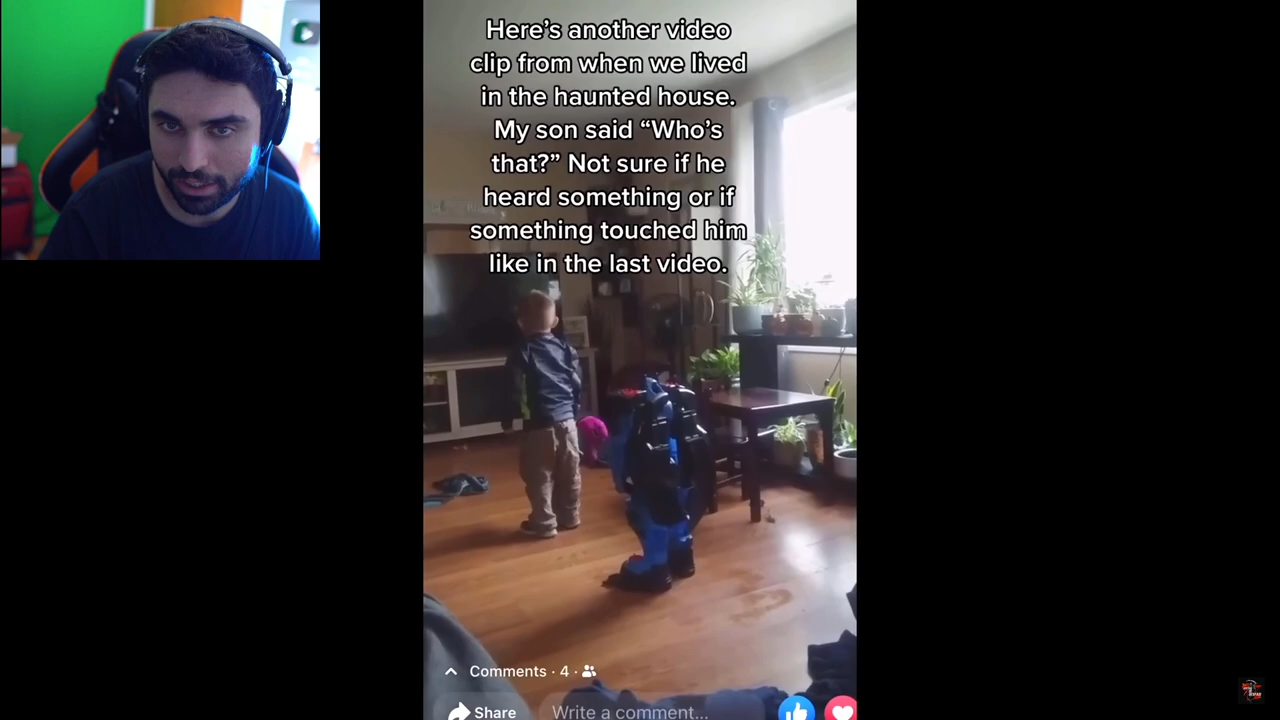 Here's another video
clip from when we lived
in the haunted house.
My son said “Who's
that?” Not sure if he
heard something or if
something touched him
like in the last video.
Comments · 4 ·
Share
Write a comment...